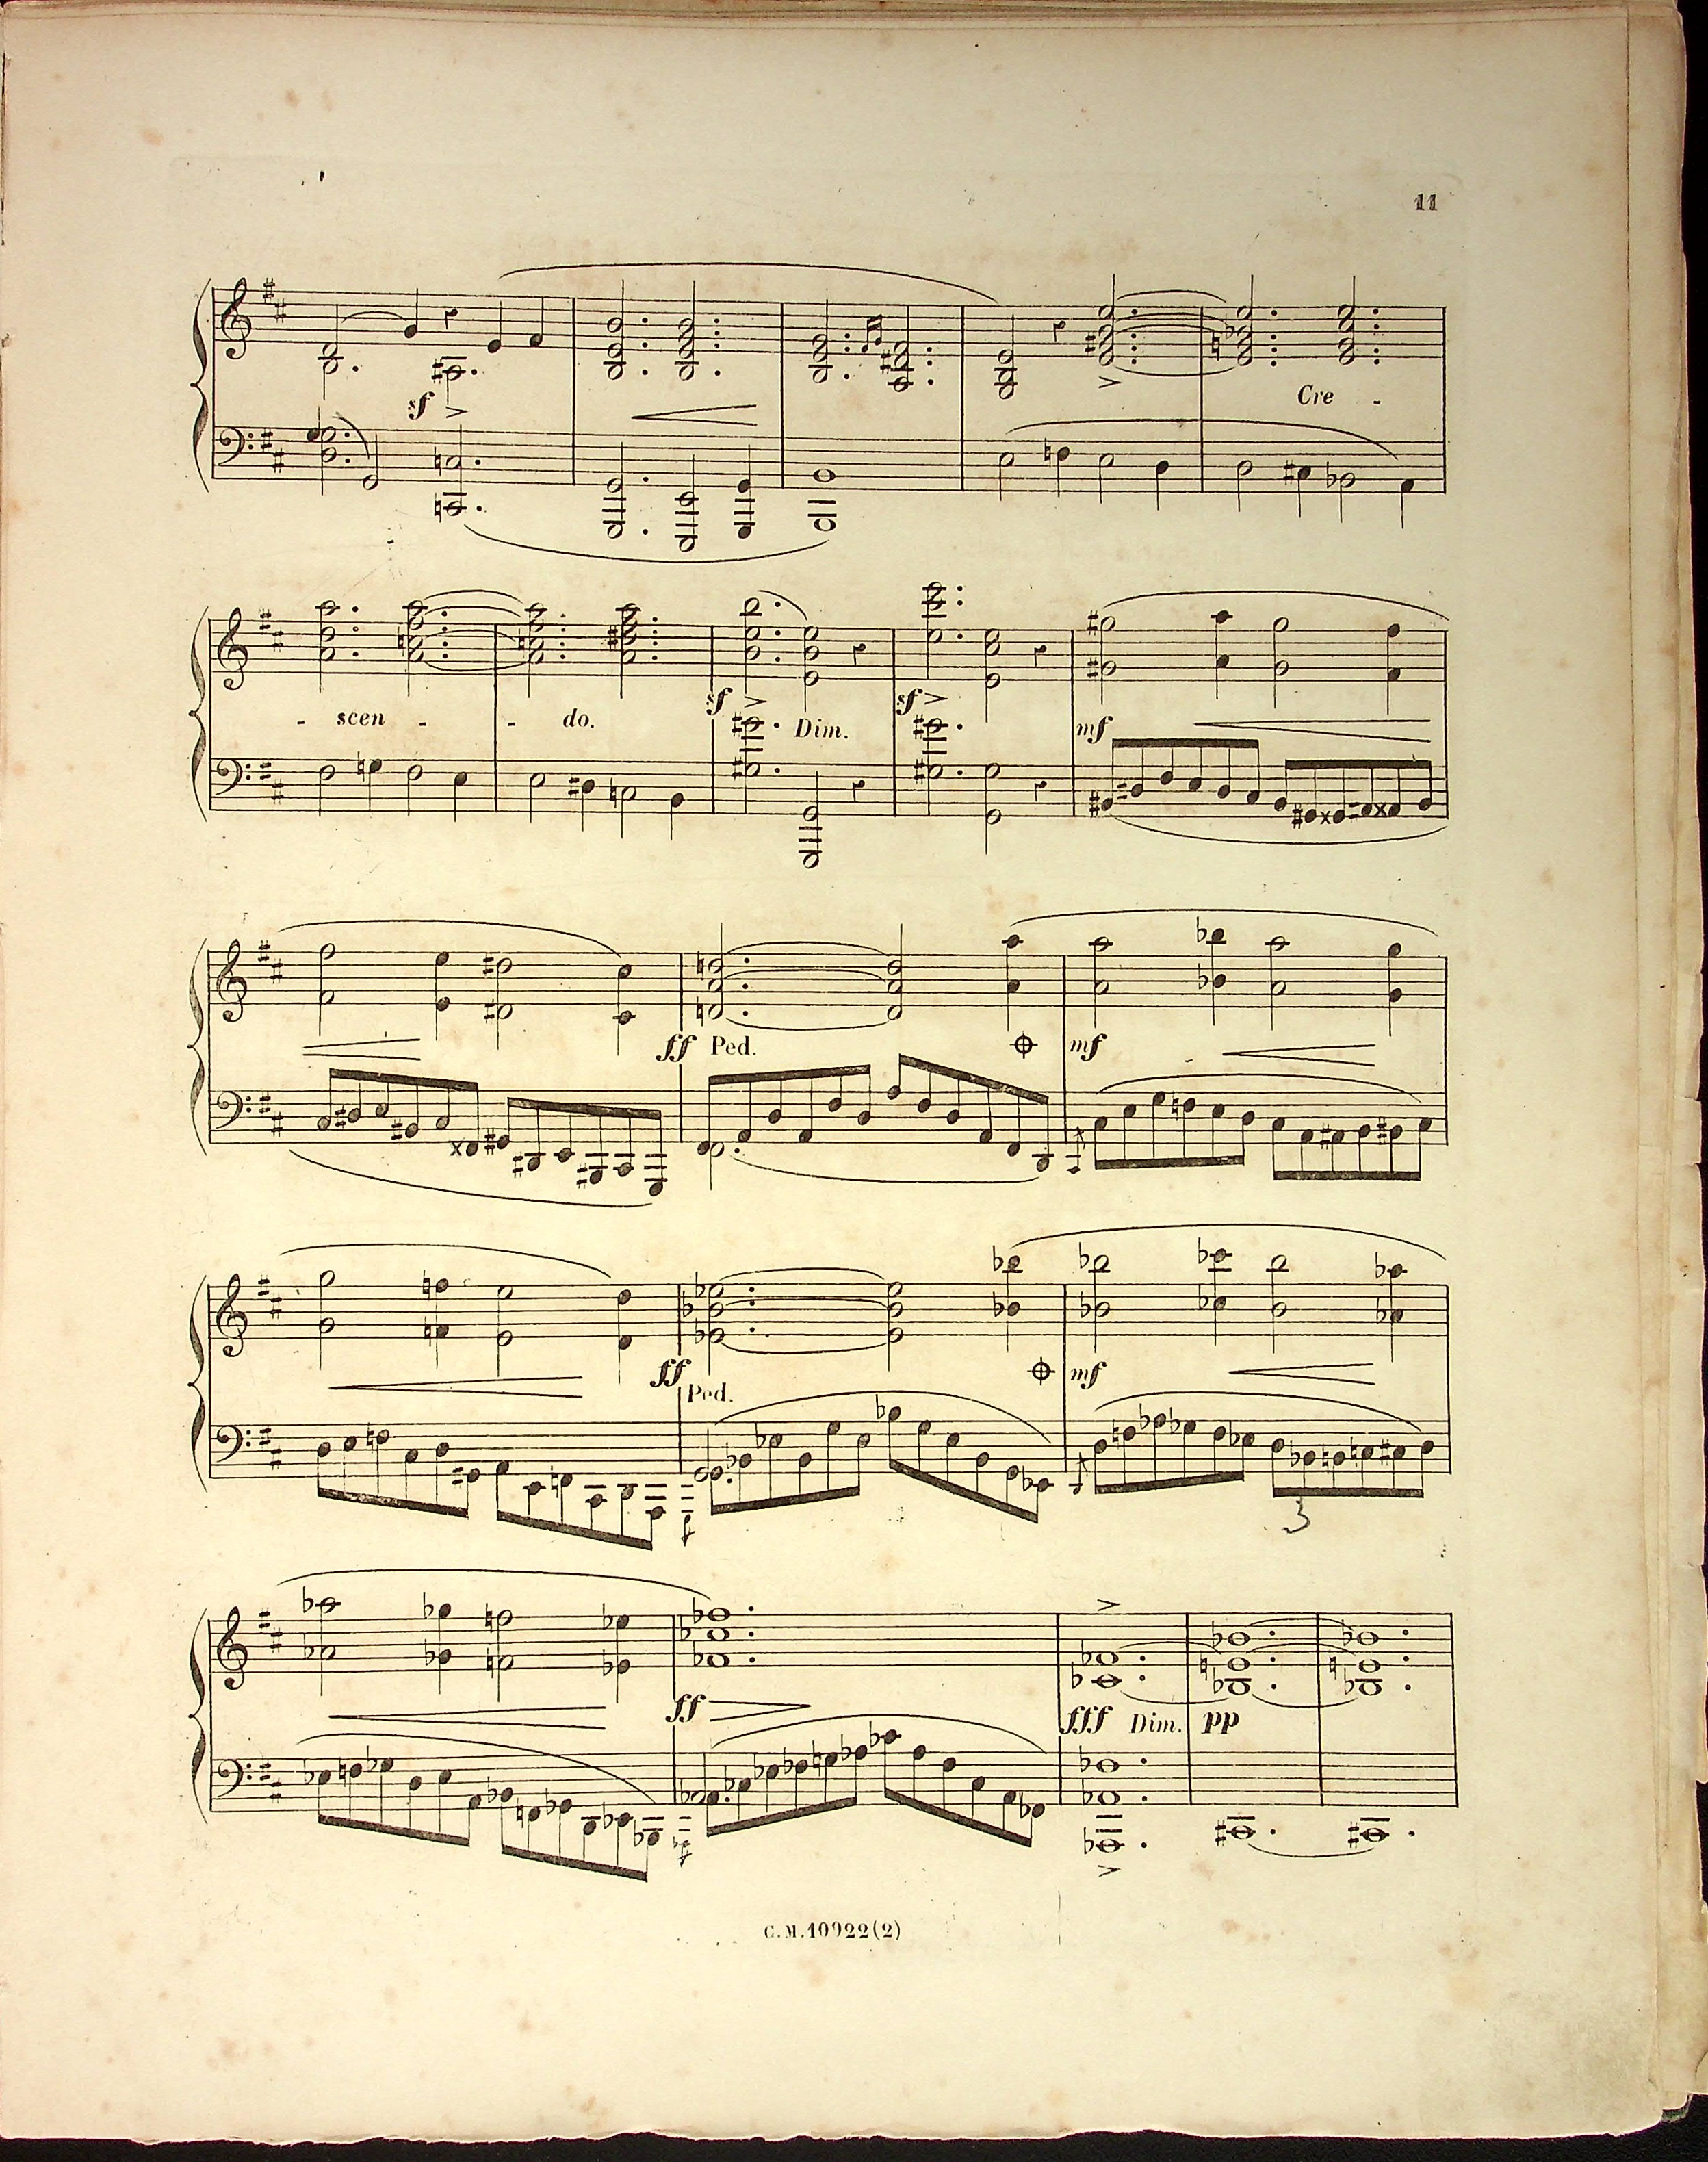 11
sf
Cre -
- scen - - do. sf Dim. sf mf
ff Ped. mf
ff Ped. mf
3
ff fff Dim. pp
G.M.10922(2)